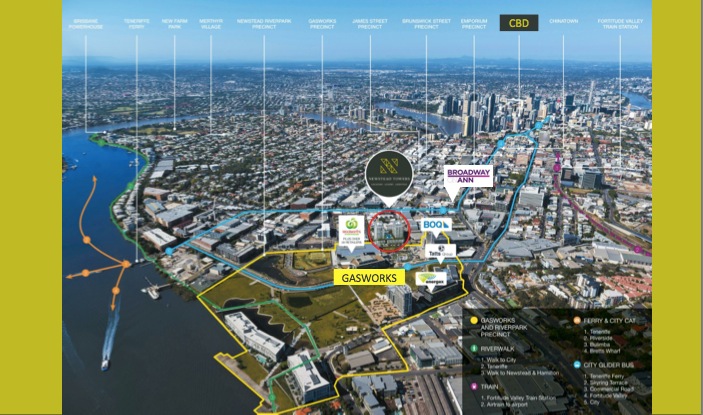 BRISBANE
POWERHOUSE
TENERIFFE
FERRY
NEW FARM
PARK
MERTHYR
VILLAGE
NEWSTEAD RIVERPARK
PRECINCT
GASWORKS
PRECINCT
JAMES STREET
PRECINCT
BRUNSWICK STREET
PRECINCT
EMPORIUM
PRECINCT
CBD
CHINATOWN
FORTITUDE VALLEY
TRAIN STATION
N
NEWSTEAD TOWERS
BROADWAY
ANN
woolworths
BOQ
Tatts
energex
GASWORKS
GASWORKS
AND RIVERPARK
PRECINCT
RIVERWALK
1. Walk to City
2. Teneriffe
3. Walk to Newstead & Hamilton
TRAIN
1. Fortitude Valley Train Station
2. Airtrain to airport
FERRY & CITY CAT
1. Teneriffe
2. Riverside
3. Bulimba
4. Bretts Wharf
CITY GLIDER BUS
1. Teneriffe Ferry
2. Skyring Terrace
3. Commercial Road
4. Fortitude Valley
5. City